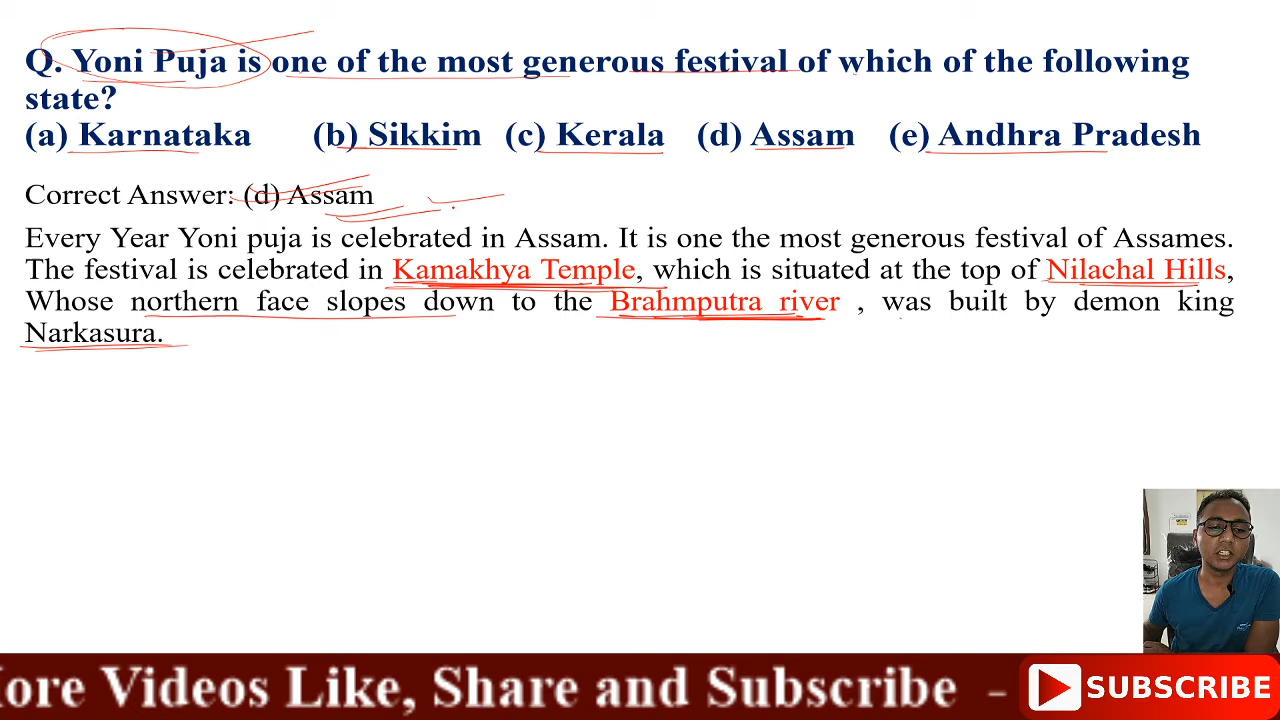 Q. Yoni Puja is one of the most generous festival of which of the following
state?
(a) Karnataka (b) Sikkim (c) Kerala (d) Assam (e) Andhra Pradesh
Correct Answer: (d) Assam
Every Year Yoni puja is celebrated in Assam. It is one the most generous festival of Assames.
The festival is celebrated in Kamakhya Temple, which is situated at the top of Nilachal Hills,
Whose northern face slopes down to the Brahmputra river , was built by demon king
Narkasura.
ore Videos Like, Share and Subscribe -
SUBSCRIBE